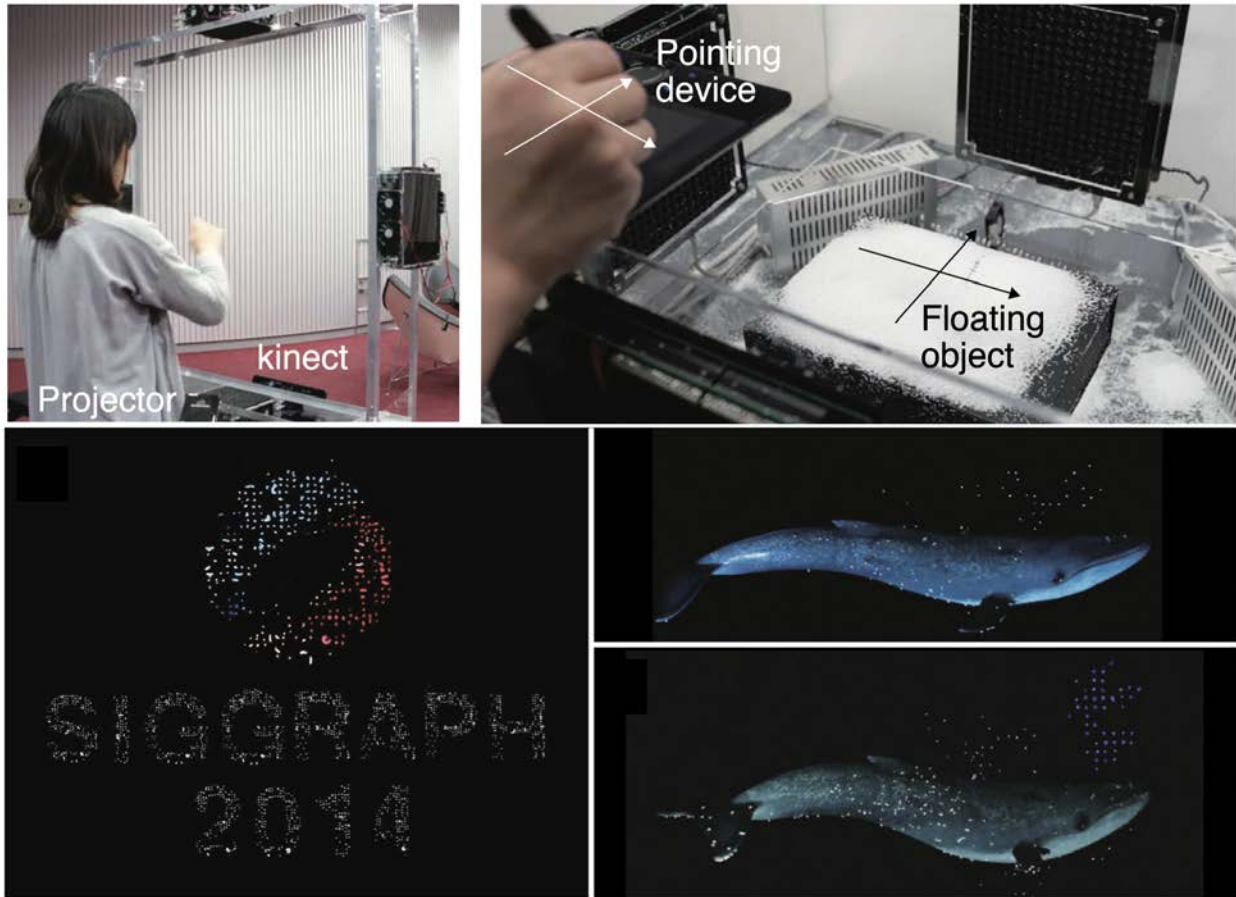 Projector
kinect
Pointing
device
Floating
object
SIGGRAPH
2014